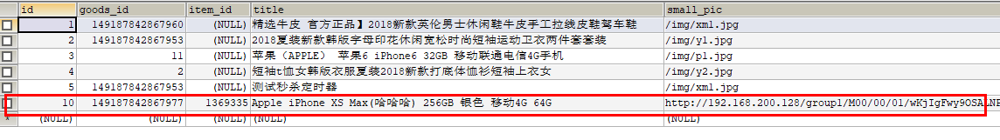 id goods_id item_id title small_pic
1 149187842867960 (NULL) 精选牛皮 官方正品】2018新款英伦男士休闲鞋牛皮手工拉线皮鞋驾车鞋 /img/xm1.jpg
2 149187842867953 (NULL) 2018夏装新款韩版字母印花休闲宽松时尚短袖运动卫衣两件套套装 /img/y1.jpg
3 11 (NULL) 苹果（APPLE） 苹果6 iPhone6 32GB 移动联通电信4G手机 /img/p1.jpg
4 2 (NULL) 短袖t恤女韩版衣服夏装2018新款打底体恤衫短袖上衣女 /img/y2.jpg
5 149187842867953 (NULL) 测试秒杀定时器 /img/xm1.jpg
10 149187842867977 1369335 Apple iPhone XS Max(哈哈哈) 256GB 银色 移动4G 64G http://192.168.200.128/group1/M00/00/01/wKjIgFwy9OSALNE
* (NULL) (NULL) (NULL) (NULL) (NULL)